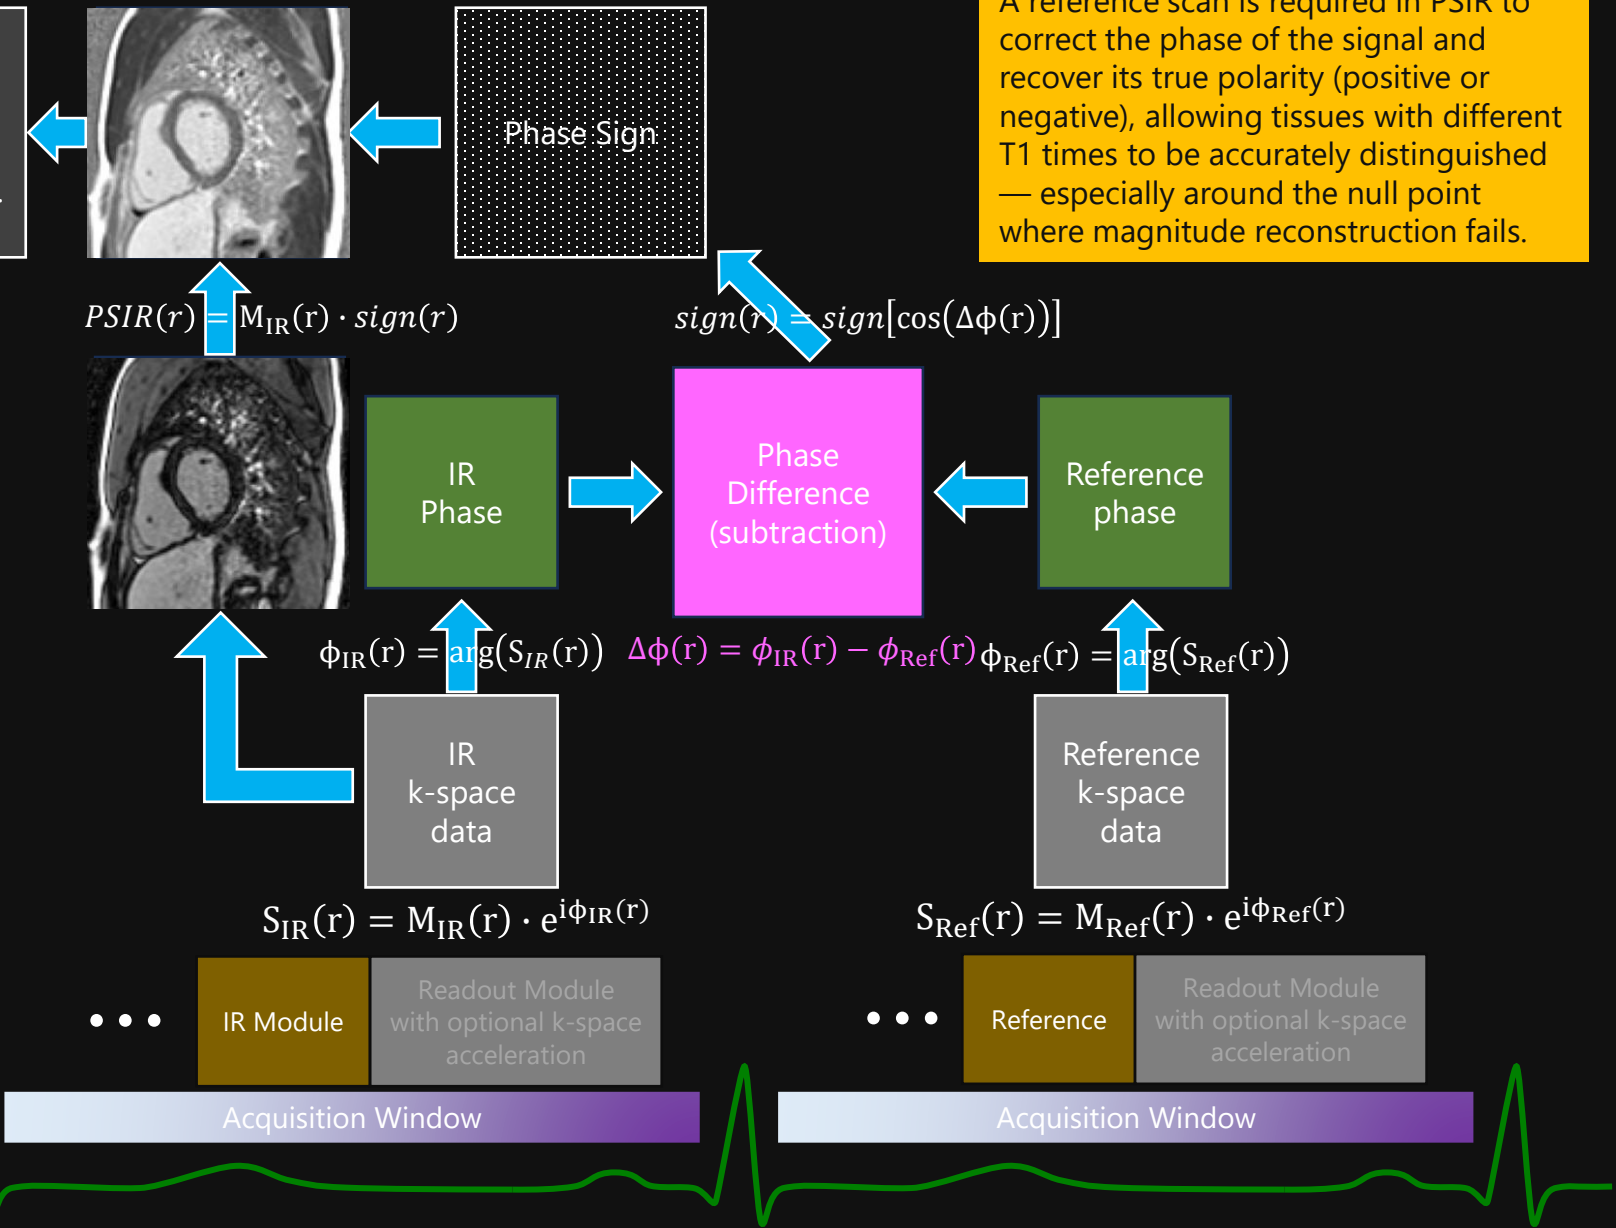 A reference scan is required in PSIR to
correct the phase of the signal and
recover its true polarity (positive or
negative), allowing tissues with different
T1 times to be accurately distinguished
— especially around the null point
where magnitude reconstruction fails.
Phase Sign
PSIR(r) = M_IR(r) · sign(r)
sign(r) = sign[cos(Δϕ(r))]
IR
Phase
Phase
Difference
(subtraction)
Reference
phase
ϕ_IR(r) = arg(S_IR(r))
Δϕ(r) = ϕ_IR(r) − ϕ_Ref(r)
ϕ_Ref(r) = arg(S_Ref(r))
IR
k-space
data
Reference
k-space
data
S_IR(r) = M_IR(r) · e^{iϕ_IR(r)}
S_Ref(r) = M_Ref(r) · e^{iϕ_Ref(r)}
IR Module
Readout Module
with optional k-space
acceleration
Reference
Readout Module
with optional k-space
acceleration
Acquisition Window
Acquisition Window